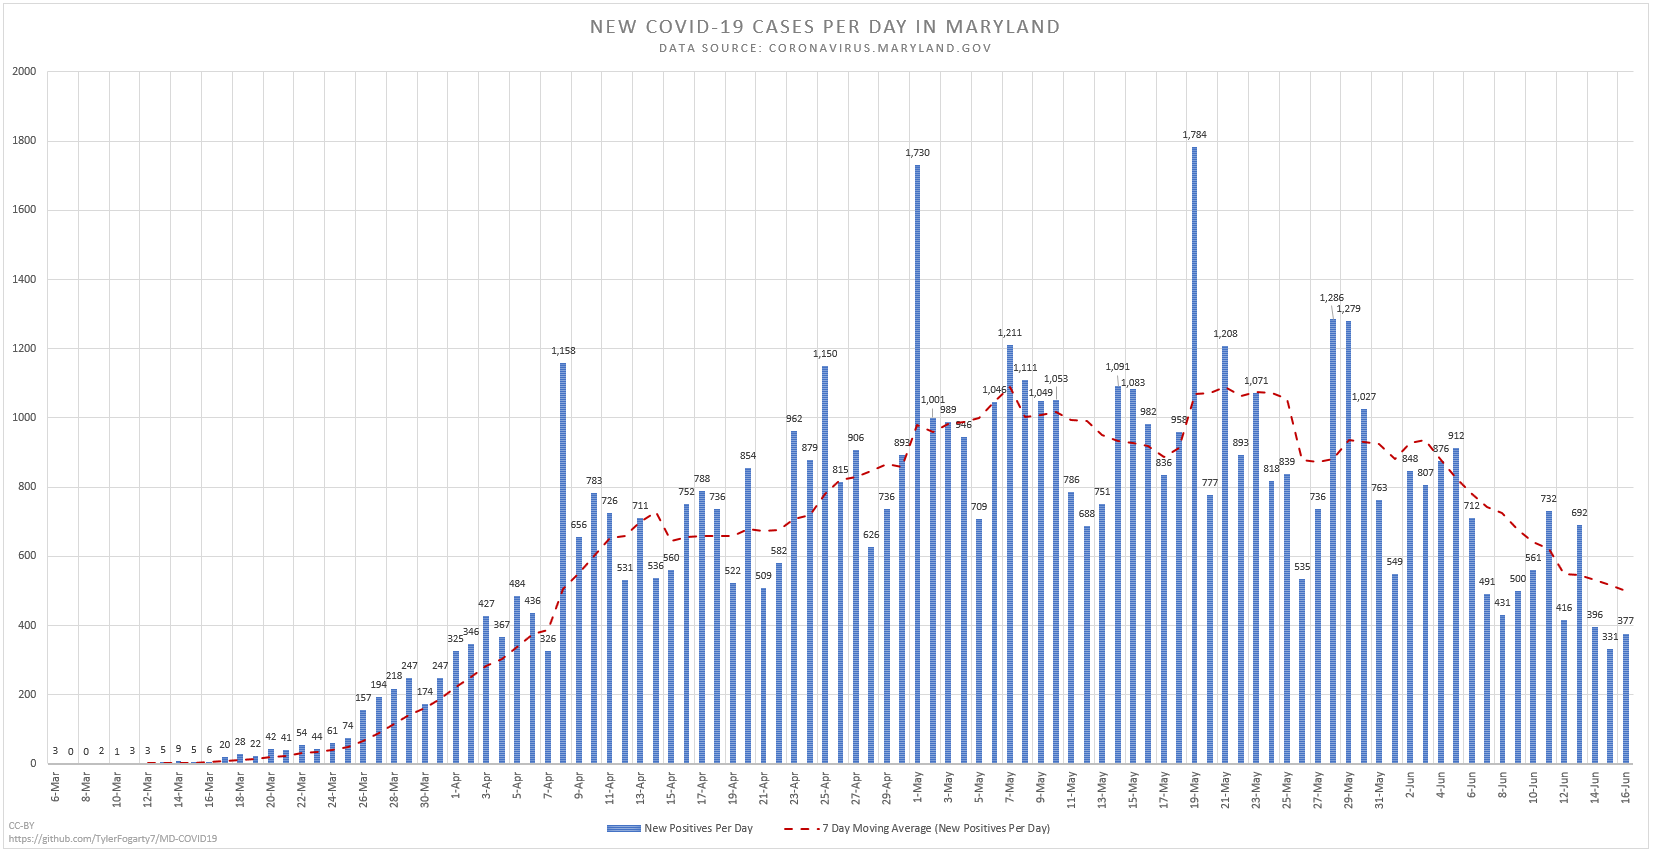 NEW COVID-19 CASES PER DAY IN MARYLAND
DATA SOURCE: CORONAVIRUS.MARYLAND.GOV
2000
1800
1600
1400
1200
1000
800
600
400
200
0
3 0 0 2 1 3 3 5 9 5 6 20 28 22 42 41 54 44 61 74 157 194 218 247 174 247 325 346 427 367 484 436 326 1,158 656 783 726 531 711 536 560 752 788 736 522 854 509 582 962 879 1,150 815 906 626 736 893 1,730 1,001 989 946 709 1,046 1,211 1,111 1,049 1,053 786 688 751 1,091 1,083 982 836 958 1,784 777 1,208 893 1,071 818 839 535 736 1,286 1,279 1,027 763 549 848 807 876 912 712 491 431 500 561 732 416 692 396 331 377
6-Mar 8-Mar 10-Mar 12-Mar 14-Mar 16-Mar 18-Mar 20-Mar 22-Mar 24-Mar 26-Mar 28-Mar 30-Mar 1-Apr 3-Apr 5-Apr 7-Apr 9-Apr 11-Apr 13-Apr 15-Apr 17-Apr 19-Apr 21-Apr 23-Apr 25-Apr 27-Apr 29-Apr 1-May 3-May 5-May 7-May 9-May 11-May 13-May 15-May 17-May 19-May 21-May 23-May 25-May 27-May 29-May 31-May 2-Jun 4-Jun 6-Jun 8-Jun 10-Jun 12-Jun 14-Jun 16-Jun
New Positives Per Day
7 Day Moving Average (New Positives Per Day)
CC-BY
https://github.com/TylerFogarty7/MD-COVID19